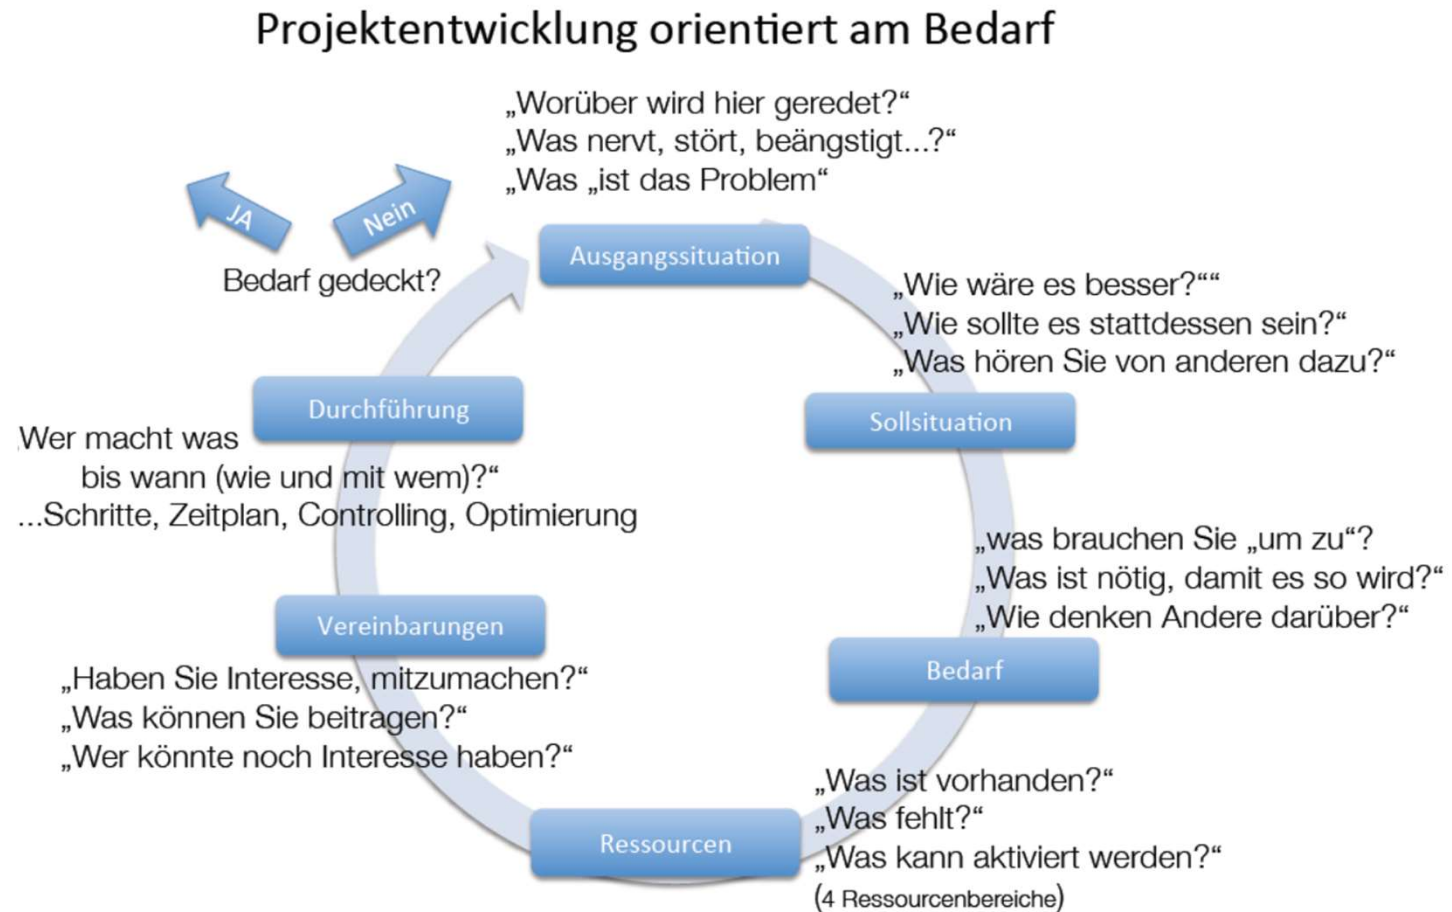 Projektentwicklung orientiert am Bedarf
„Worüber wird hier geredet?“
„Was nervt, stört, beängstigt...?“
„Was „ist das Problem“
JA
Nein
Bedarf gedeckt?
Ausgangssituation
„Wie wäre es besser?““
„Wie sollte es stattdessen sein?“
„Was hören Sie von anderen dazu?“
Sollsituation
„was brauchen Sie „um zu“?
„Was ist nötig, damit es so wird?“
„Wie denken Andere darüber?“
Bedarf
„Was ist vorhanden?“
„Was fehlt?“
„Was kann aktiviert werden?“
(4 Ressourcenbereiche)
Ressourcen
Vereinbarungen
„Haben Sie Interesse, mitzumachen?“
„Was können Sie beitragen?“
„Wer könnte noch Interesse haben?“
Durchführung
Wer macht was
bis wann (wie und mit wem)?“
...Schritte, Zeitplan, Controlling, Optimierung